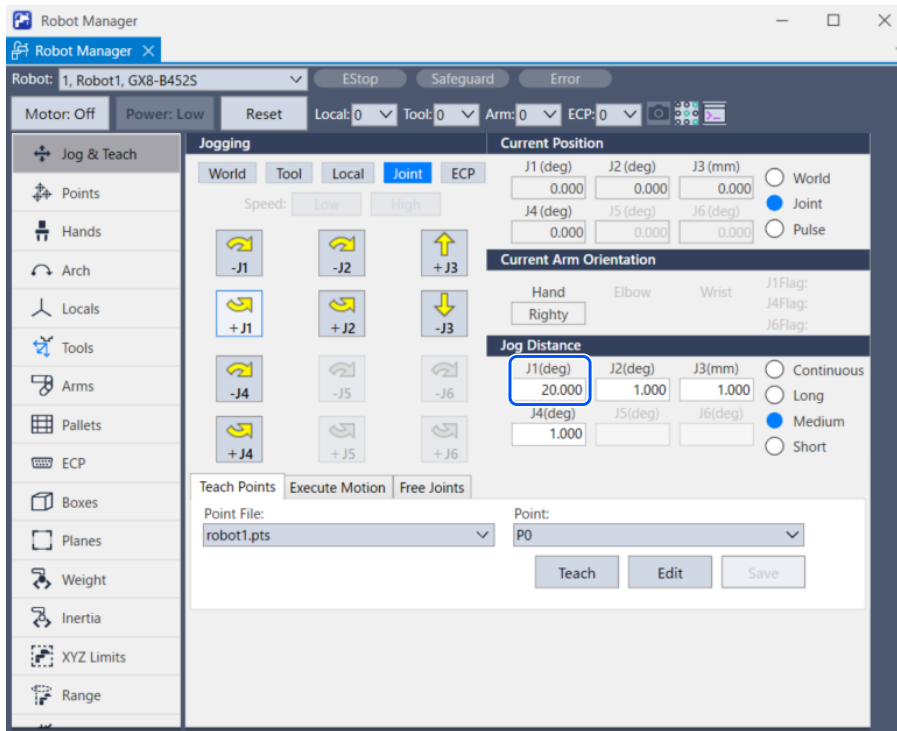 Robot Manager
Robot Manager
Robot: 1, Robot1, GX8-B452S EStop Safeguard Error
Motor: Off Power: Low Reset Local: 0 Tool: 0 Arm: 0 ECP: 0
Jog & Teach
Points
Hands
Arch
Locals
Tools
Arms
Pallets
ECP
Boxes
Planes
Weight
Inertia
XYZ Limits
Range
Jogging
World Tool Local Joint ECP
Speed: Low High
-J1 -J2 +J3
+J1 +J2 -J3
-J4 -J5 -J6
+J4 +J5 +J6
Current Position
J1 (deg) J2 (deg) J3 (mm)
0.000 0.000 0.000
J4 (deg) J5 (deg) J6 (deg)
0.000 0.000 0.000
World
Joint
Pulse
Current Arm Orientation
Hand Elbow Wrist
Righty
J1Flag:
J4Flag:
J6Flag:
Jog Distance
J1(deg) J2(deg) J3(mm)
20.000 1.000 1.000
J4(deg) J5(deg) J6(deg)
1.000
Continuous
Long
Medium
Short
Teach Points Execute Motion Free Joints
Point File: Point:
robot1.pts P0
Teach Edit Save